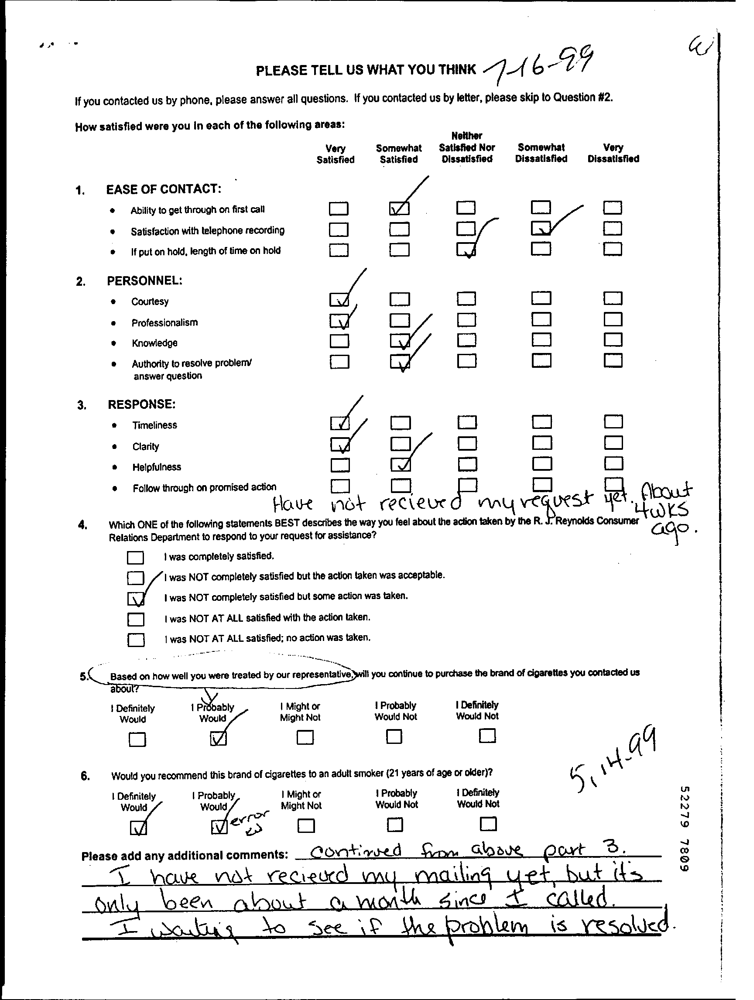 PLEASE TELL US WHAT YOU THINK 7-16-99
If you contacted us by phone, please answer all questions. If you contacted us by letter, please skip to Question #2.
How satisfied were you in each of the following areas:
Very Satisfied Somewhat Satisfied Neither Satisfied Nor Dissatisfied Somewhat Dissatisfied Very Dissatisfied
1. EASE OF CONTACT:
• Ability to get through on first call
• Satisfaction with telephone recording
• If put on hold, length of time on hold
2. PERSONNEL:
• Courtesy
• Professionalism
• Knowledge
• Authority to resolve problem/
answer question
3. RESPONSE:
• Timeliness
• Clarity
• Helpfulness
• Follow through on promised action
Have not recieved my request yet. About
4wks
ago.
4. Which ONE of the following statements BEST describes the way you feel about the action taken by the R. J. Reynolds Consumer
Relations Department to respond to your request for assistance?
I was completely satisfied.
I was NOT completely satisfied but the action taken was acceptable.
I was NOT completely satisfied but some action was taken.
I was NOT AT ALL satisfied with the action taken.
I was NOT AT ALL satisfied; no action was taken.
5. Based on how well you were treated by our representative, will you continue to purchase the brand of cigarettes you contacted us
about?
I Definitely Would I Probably Would I Might or Might Not I Probably Would Not I Definitely Would Not
5,14-99
6. Would you recommend this brand of cigarettes to an adult smoker (21 years of age or older)?
I Definitely Would I Probably Would I Might or Might Not I Probably Would Not I Definitely Would Not
error
52279 7809
Please add any additional comments: Continued from above part 3.
I have not recieved my mailing yet, but it's
only been about a month since I called.
I waiting to see if the problem is resolved.